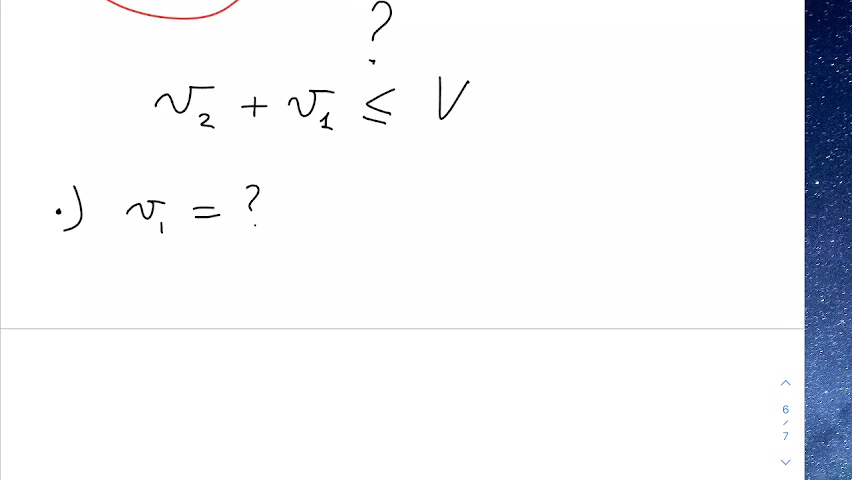 ?
v₂ + v₁ ≤ V
.) v₁ = ?
6
/
7